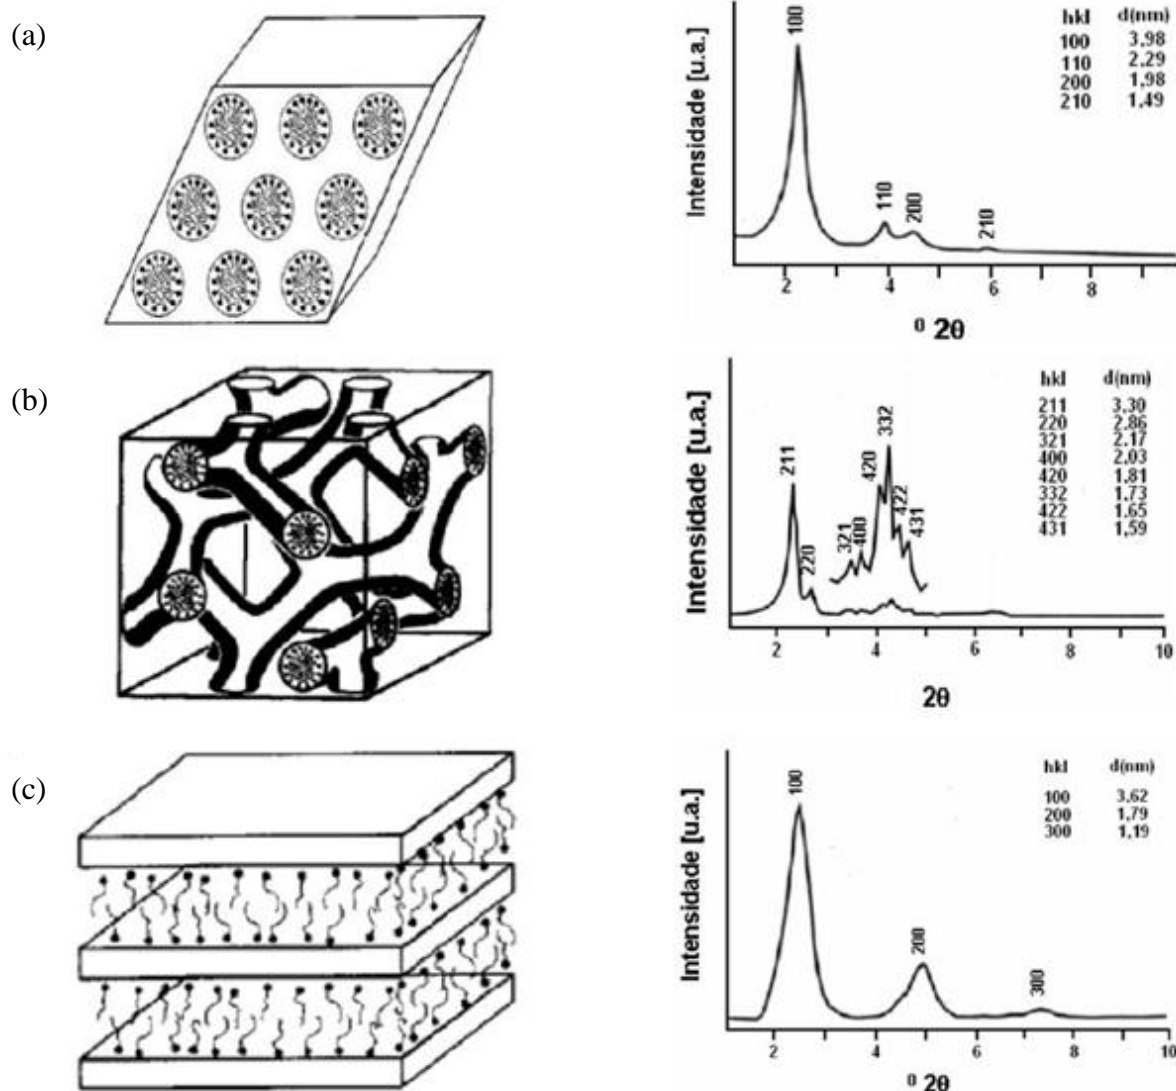 (a)
Intensidade [u.a.]
100
110
200
210
hkl d(nm)
100 3.98
110 2.29
200 1,98
210 1,49
2 4 6 8
θ 2θ
(b)
Intensidade [u.a.]
211
220
321
400
420
332
422
431
hkl d(nm)
211 3.30
220 2.86
321 2.17
400 2.03
420 1.81
332 1.73
422 1.65
431 1,59
2 4 6 8 10
2θ
(c)
Intensidade [u.a.]
100
200
300
hkl d(nm)
100 3.62
200 1,79
300 1,19
2 4 6 8 10
θ 2θ